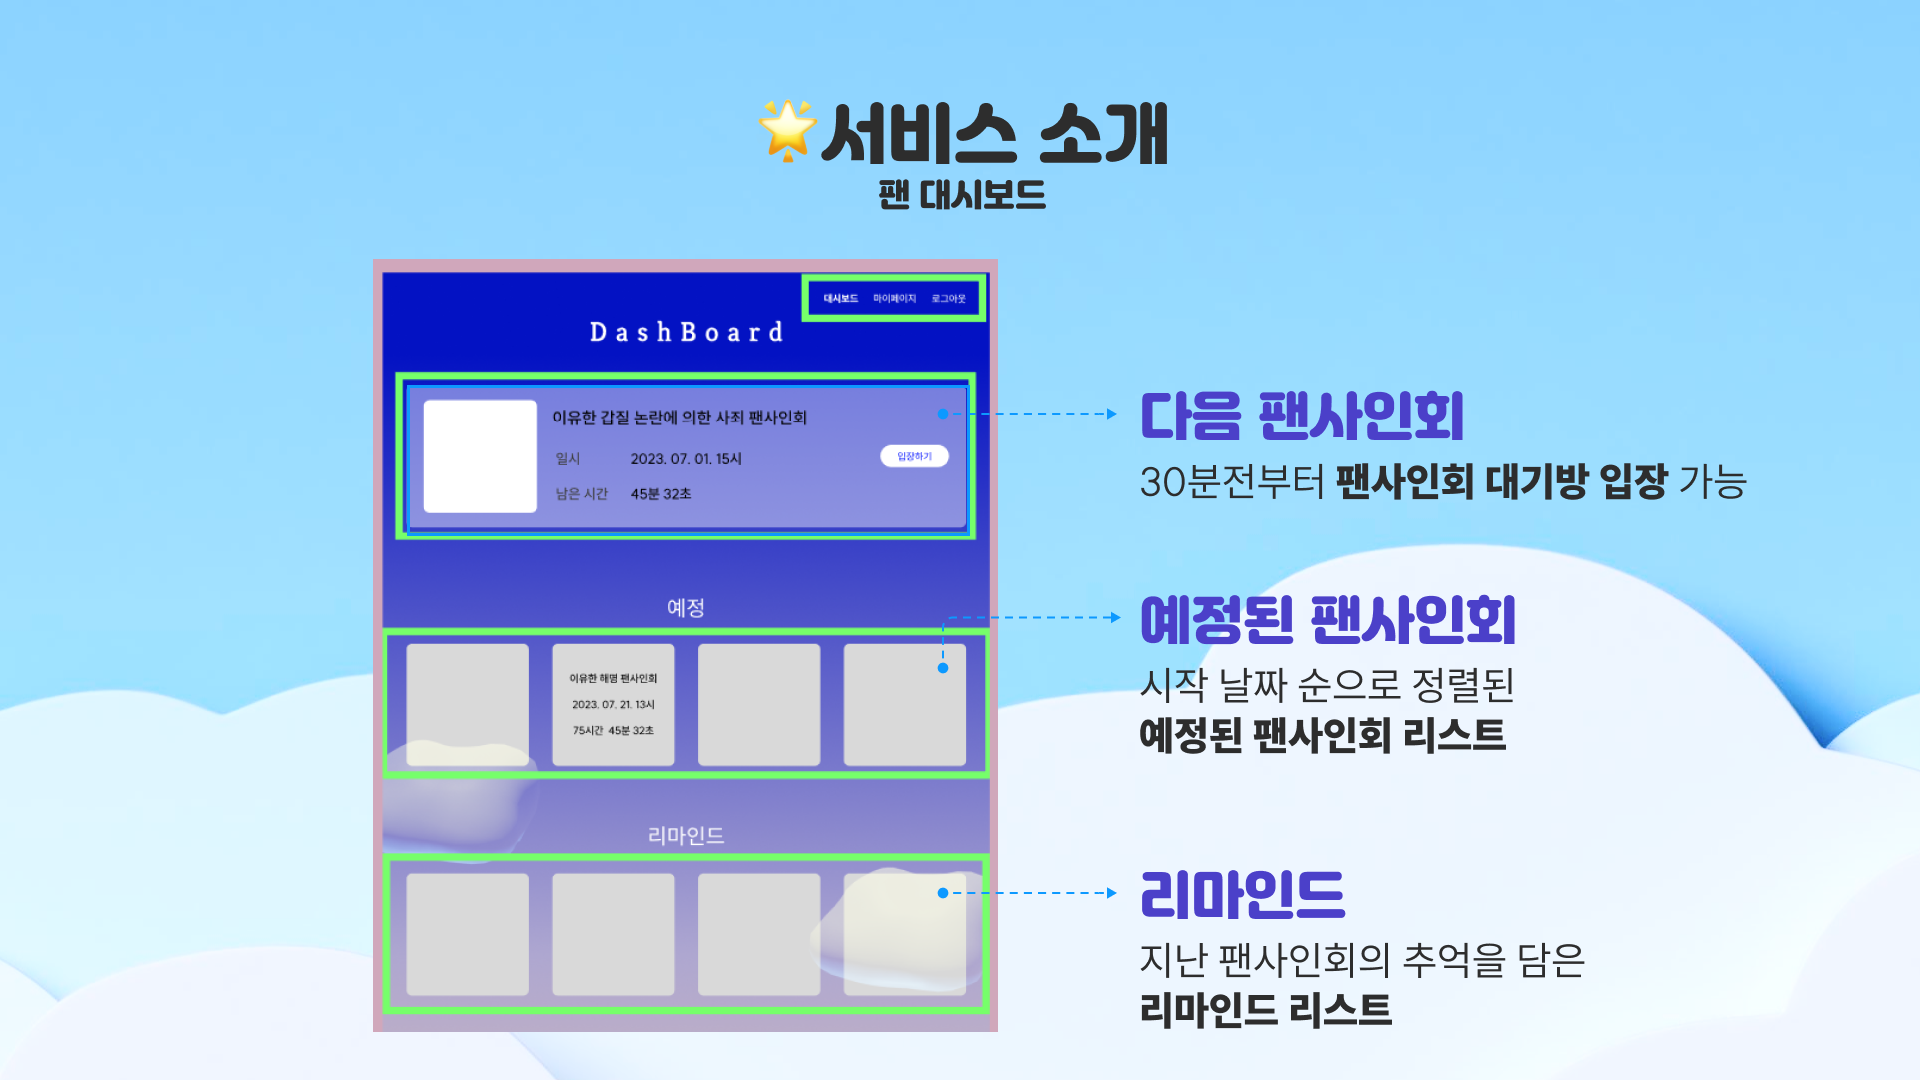 서비스 소개
팬 대시보드
대시보드 마이페이지 로그아웃
DashBoard
이유한 갑질 논란에 의한 사죄 팬사인회
일시 2023. 07. 01. 15시
입장하기
남은 시간 45분 32초
예정
이유한 해명 팬사인회
2023. 07. 21. 13시
75시간 45분 32초
리마인드
다음 팬사인회
30분전부터 팬사인회 대기방 입장 가능
예정된 팬사인회
시작 날짜 순으로 정렬된
예정된 팬사인회 리스트
리마인드
지난 팬사인회의 추억을 담은
리마인드 리스트